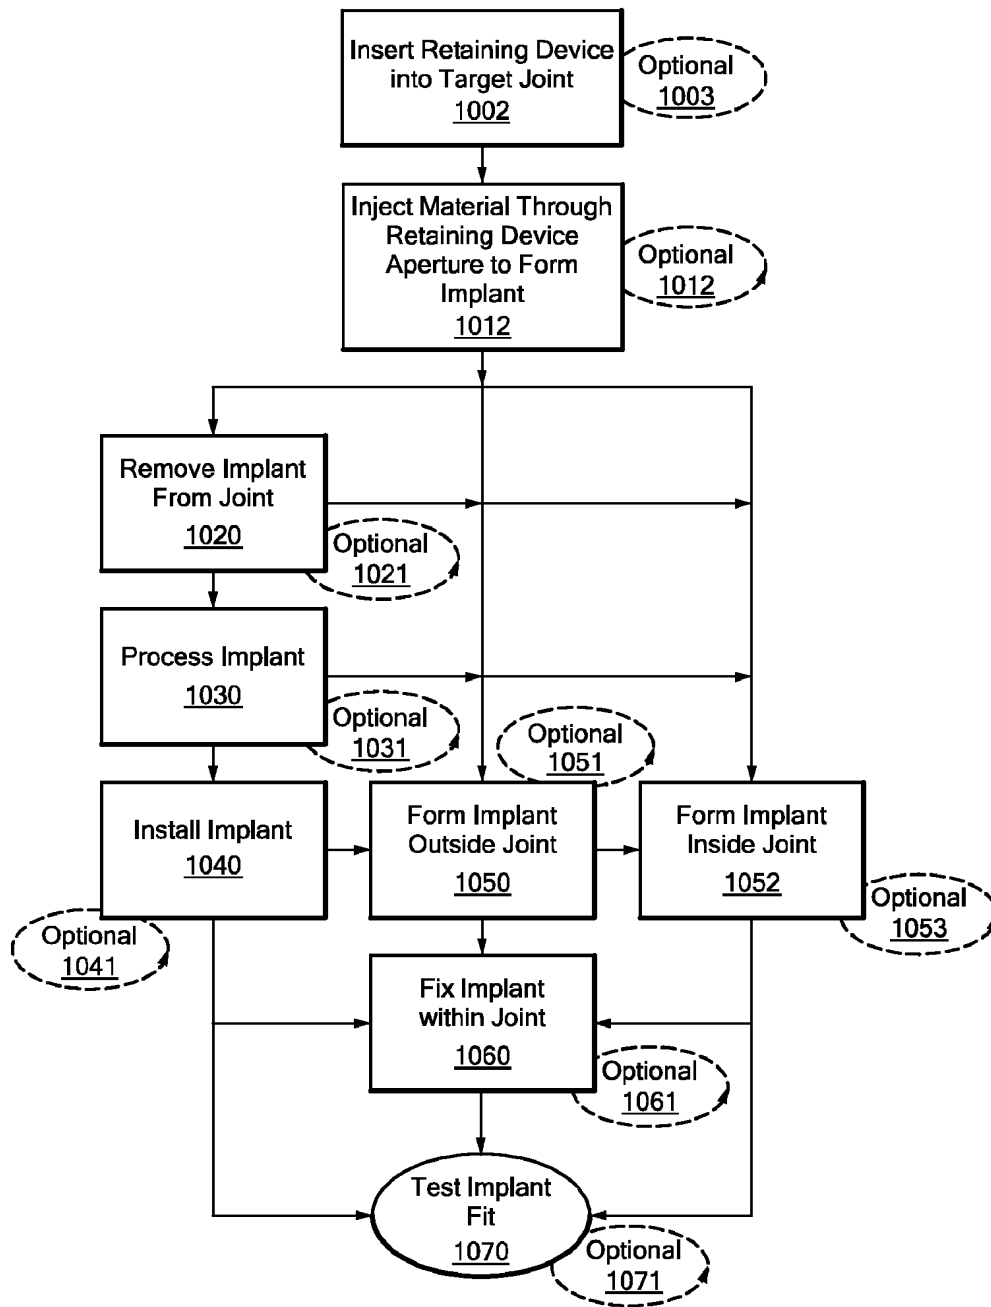 Insert Retaining Device
into Target Joint
1002
Optional
1003
Inject Material Through
Retaining Device
Aperture to Form
Implant
1012
Optional
1012
Remove Implant
From Joint
1020
Optional
1021
Process Implant
1030
Optional
1031
Optional
1051
Install Implant
1040
Form Implant
Outside Joint
1050
Form Implant
Inside Joint
1052
Optional
1041
Optional
1053
Fix Implant
within Joint
1060
Optional
1061
Test Implant
Fit
1070
Optional
1071